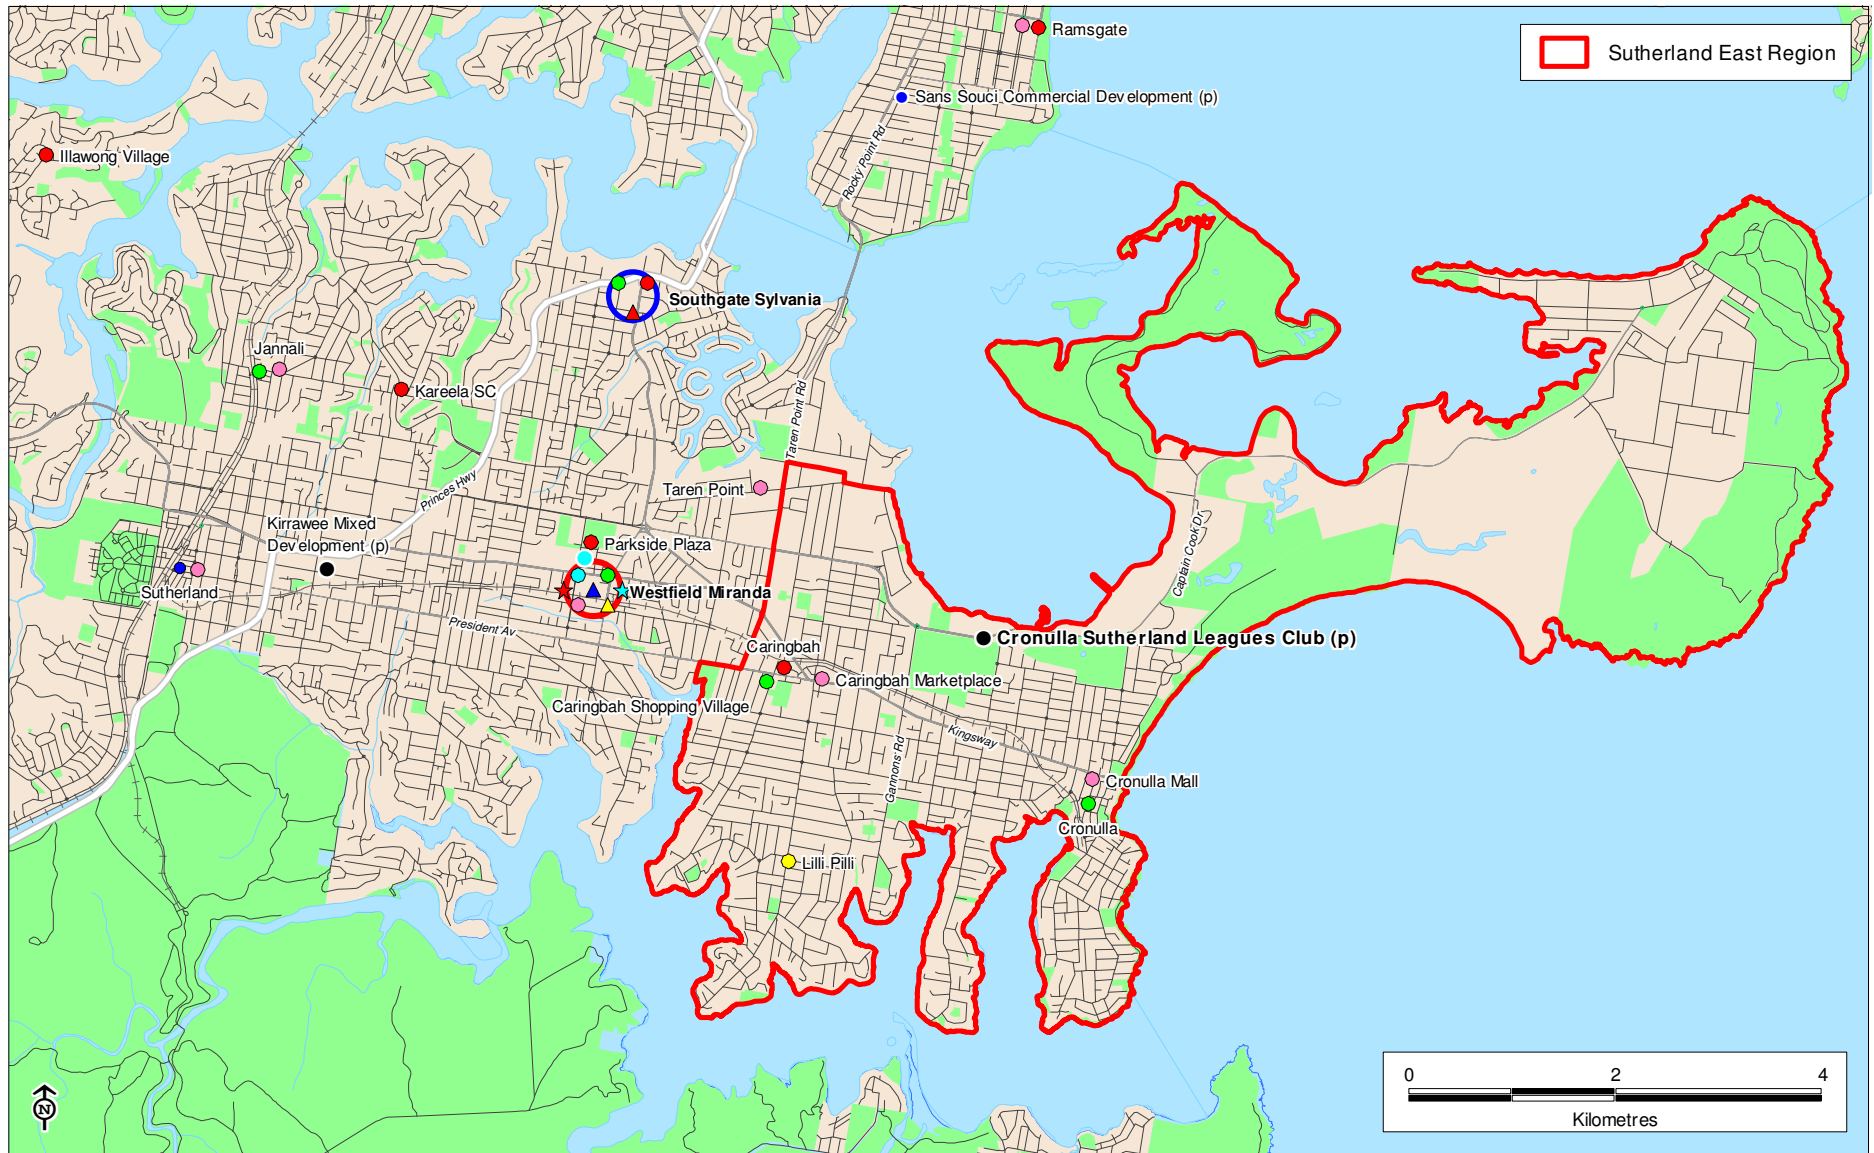 Ramsgate
Sutherland East Region
Sans Souci Commercial Development (p)
Rocky Point Rd
Illawong Village
Southgate Sylvania
Jannali
Kareela SC
Taren Point Rd
Princes Hwy
Taren Point
Kirrawee Mixed
Development (p)
Parkside Plaza
Captain Cook Dr
Sutherland
Westfield Miranda
President Av
Caringbah
Cronulla Sutherland Leagues Club (p)
Caringbah Marketplace
Caringbah Shopping Village
Kingsway
Gannons Rd
Cronulla Mall
Cronulla
Lilli Pilli
0 2 4
Kilometres
N